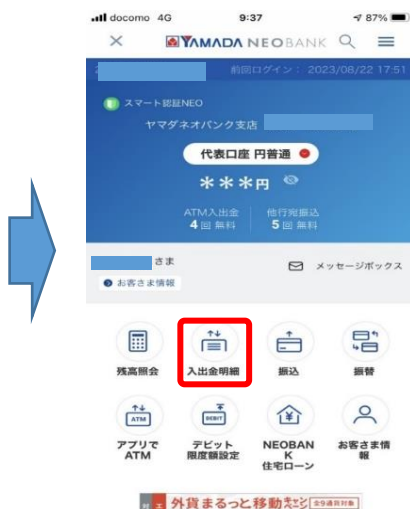 docomo 4G 9:37 87%
YAMADA NEOBANK
前回ログイン： 2023/08/22 17:51
スマート認証NEO
ヤマダネオバンク支店
代表口座 円普通
＊＊＊円
ATM入出金 他行宛振込
4回 無料 5回 無料
さま
メッセージボックス
お客さま情報
残高照会 入出金明細 振込 振替
ATM DEBIT
アプリで
ATM
デビット
限度額設定
NEOBAN
K
住宅ローン
お客さま情
報
外貨まるっと移動 全9通貨対象